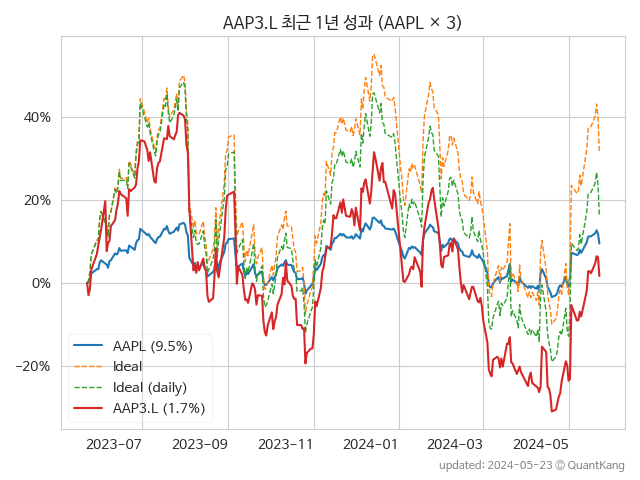 AAP3.L 최근 1년 성과 (AAPL × 3)
40%
20%
0%
−20%
AAPL (9.5%)
Ideal
Ideal (daily)
AAP3.L (1.7%)
2023-07
2023-09
2023-11
2024-01
2024-03
2024-05
updated: 2024-05-23 © QuantKang